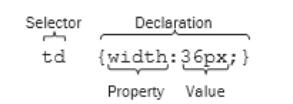 Selector Declaration
td {width:36px;}
Property Value